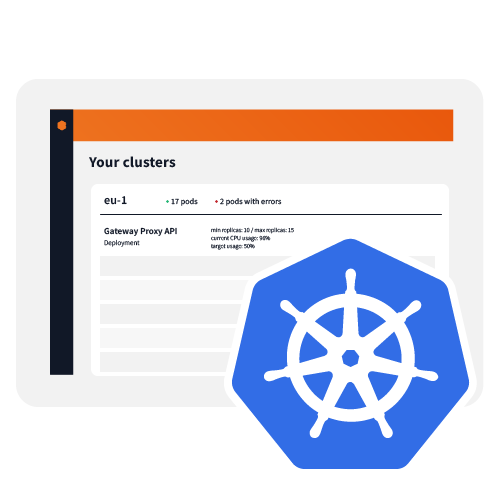 Your clusters
eu-1
• 17 pods
• 2 pods with errors
Gateway Proxy API
Deployment
min replicas: 10 / max replicas: 15
current CPU usage: 96%
target usage: 50%